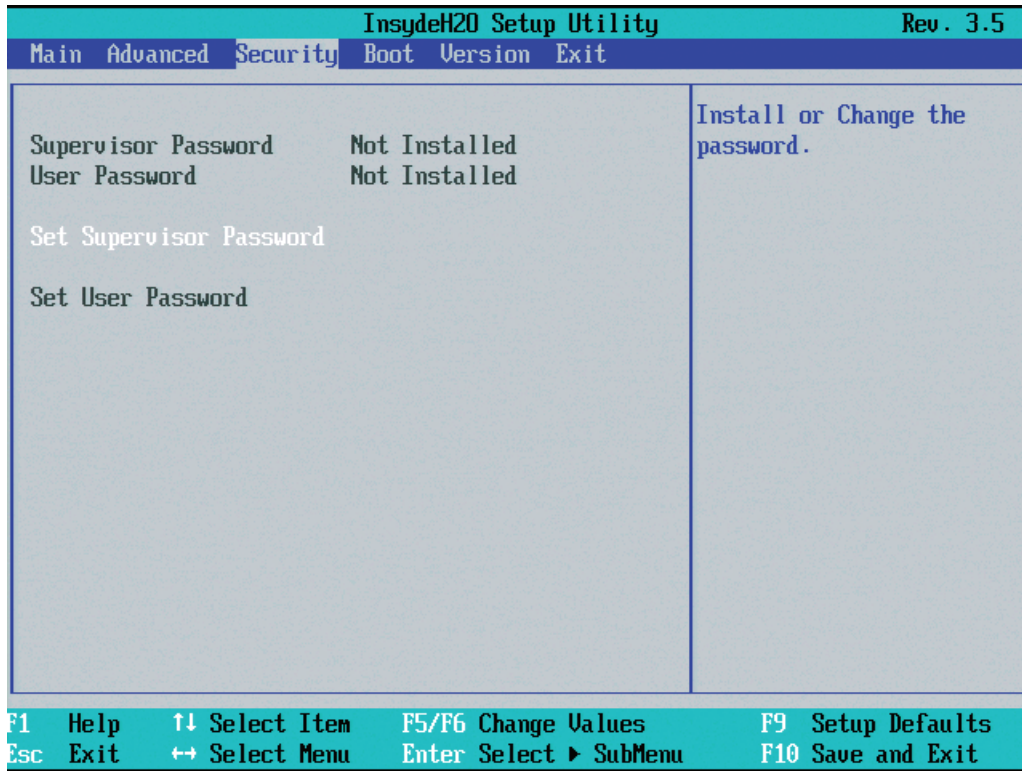 InsydeH2O Setup Utility Rev. 3.5
Main Advanced Security Boot Version Exit
Supervisor Password Not Installed
User Password Not Installed
Set Supervisor Password
Set User Password
Install or Change the
password.
F1 Help ↑↓ Select Item F5/F6 Change Values F9 Setup Defaults
Esc Exit ←→ Select Menu Enter Select ▶ SubMenu F10 Save and Exit